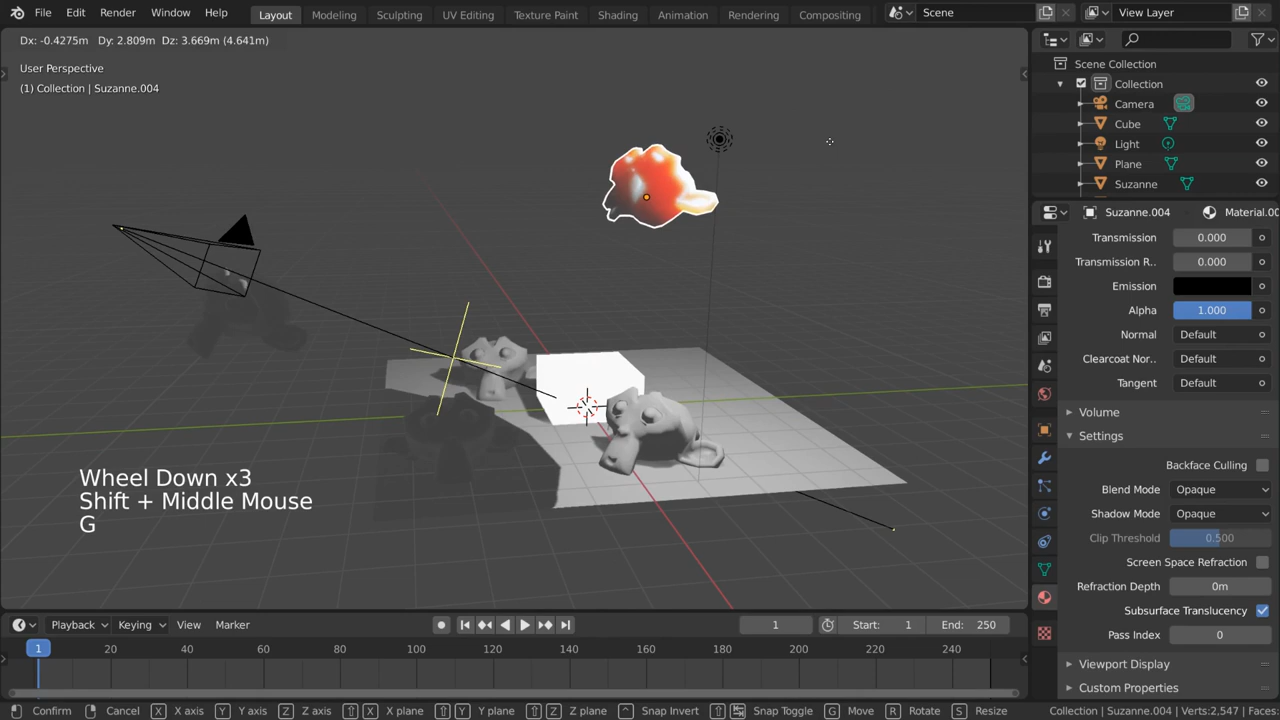 File Edit Render Window Help Layout Modeling Sculpting UV Editing Texture Paint Shading Animation Rendering Compositing Scene View Layer
Dx: -0.4275m Dy: 2.809m Dz: 3.669m (4.641m)
User Perspective
(1) Collection | Suzanne.004
Scene Collection
Collection
Camera
Cube
Light
Plane
Suzanne
Suzanne.004 Material.00
Transmission 0.000
Transmission R.. 0.000
Emission
Alpha 1.000
Normal Default
Clearcoat Nor.. Default
Tangent Default
Volume
Settings
Backface Culling
Blend Mode Opaque
Shadow Mode Opaque
Clip Threshold 0.500
Screen Space Refraction
Refraction Depth 0m
Subsurface Translucency
Pass Index 0
Viewport Display
Custom Properties
Wheel Down x3
Shift + Middle Mouse
G
Playback Keying View Marker 1 Start: 1 End: 250
1 20 40 60 80 100 120 140 160 180 200 220 240
Confirm Cancel X X axis Y Y axis Z Z axis X X plane Y Y plane Z Z plane Snap Invert Snap Toggle G Move R Rotate S Resize Collection | Suzanne.004 | Verts:2,547 | Faces: